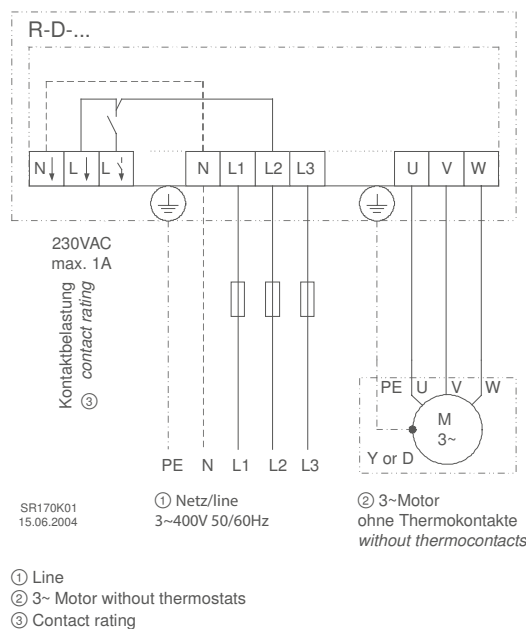 R-D-...
N L L N L1 L2 L3 U V W
230VAC
max. 1A
Kontaktbelastung
contact rating
③
PE U V W
M
3~
Y or D
PE N L1 L2 L3
SR170K01
15.06.2004
① Netz/line
3~400V 50/60Hz
② 3~Motor
ohne Thermokontakte
without thermocontacts
① Line
② 3~ Motor without thermostats
③ Contact rating